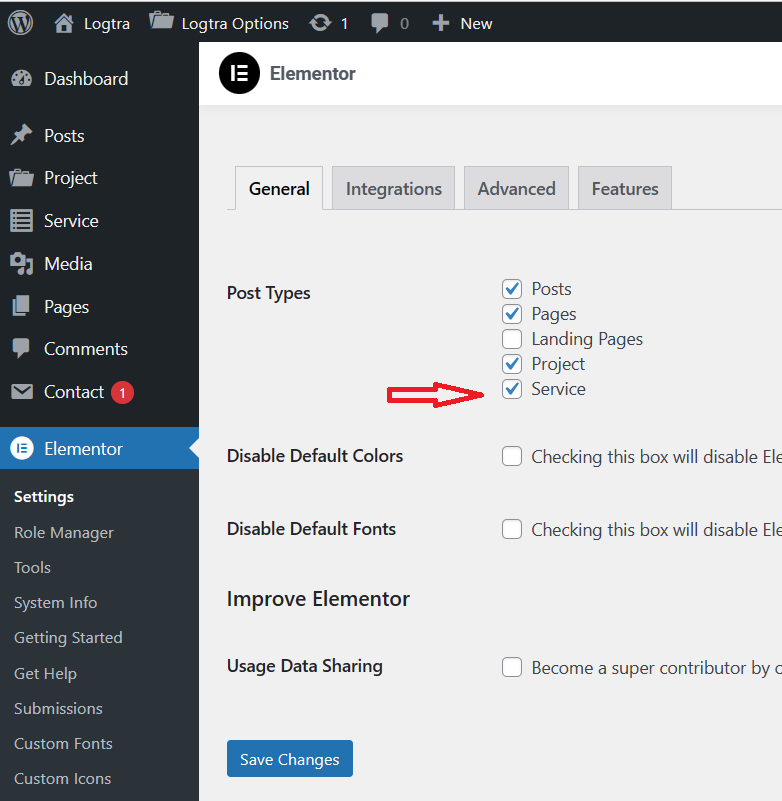 Logtra Logtra Options 1 0 New
Dashboard
Posts
Project
Service
Media
Pages
Comments
Contact 1
Elementor
Settings
Role Manager
Tools
System Info
Getting Started
Get Help
Submissions
Custom Fonts
Custom Icons
Elementor
General Integrations Advanced Features
Post Types
Posts
Pages
Landing Pages
Project
Service
Disable Default Colors Checking this box will disable Ele
Disable Default Fonts Checking this box will disable Ele
Improve Elementor
Usage Data Sharing Become a super contributor by o
Save Changes